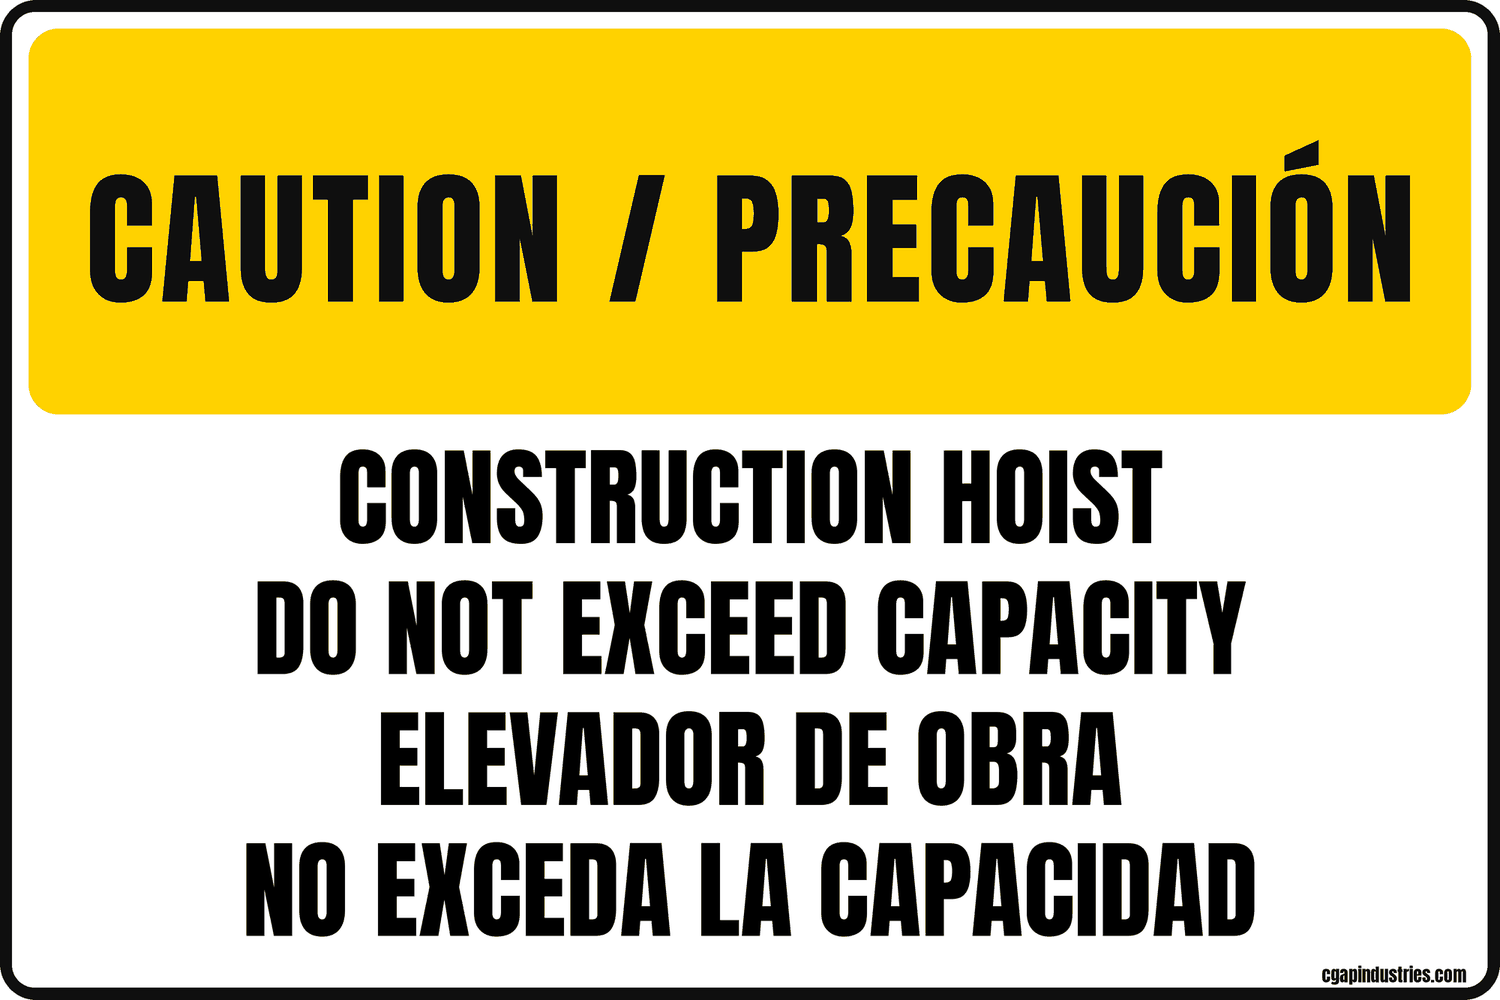 CAUTION / PRECAUCIÓN
CONSTRUCTION HOIST
DO NOT EXCEED CAPACITY
ELEVADOR DE OBRA
NO EXCEDA LA CAPACIDAD
cgapindustries.com